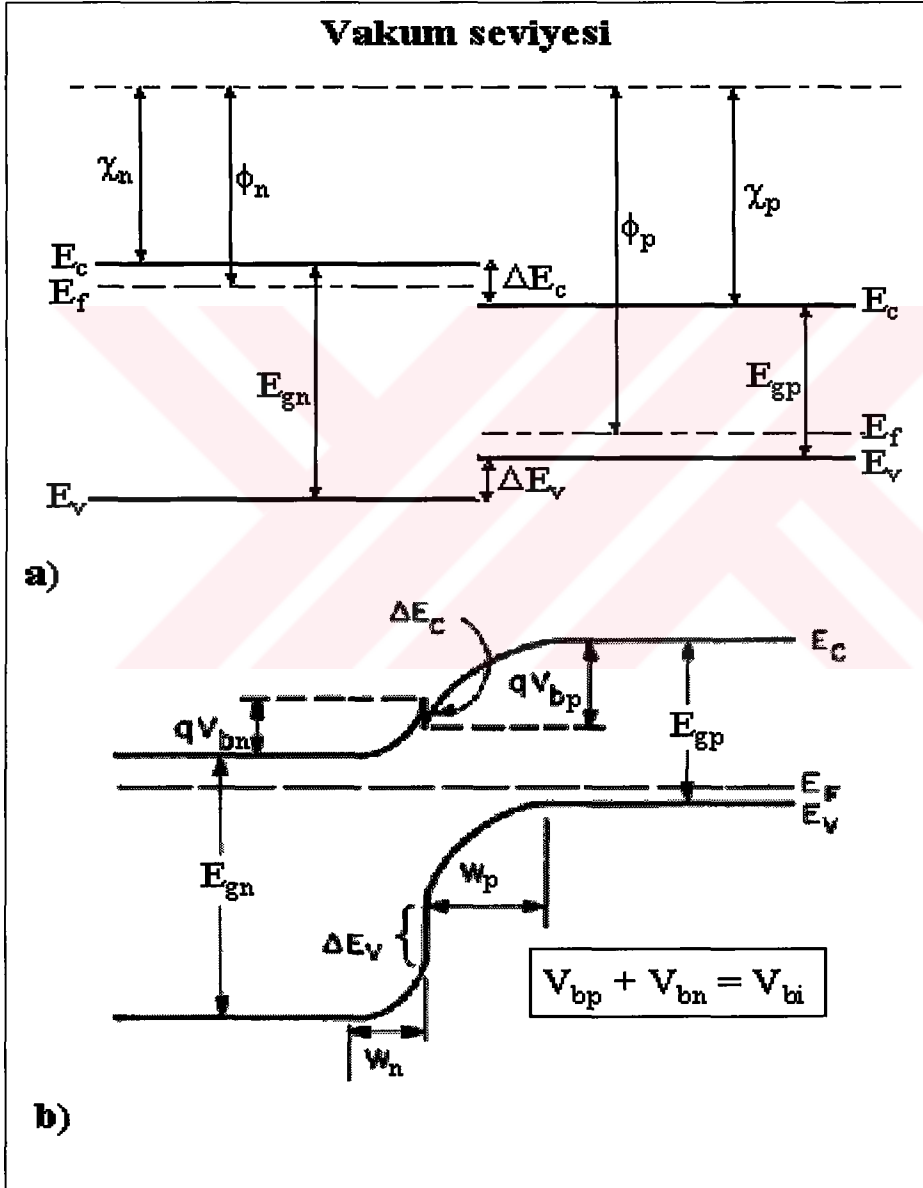 Vakum seviyesi
χn
ϕn
ϕp
χp
Ec
Ef
ΔEc
Ec
Egn
Egp
Ef
Ev
Ev
ΔEv
a)
ΔEC
EC
qVbp
qVbn
Egp
EF
EV
Egn
Wp
ΔEV
Vbp + Vbn = Vbi
Wn
b)